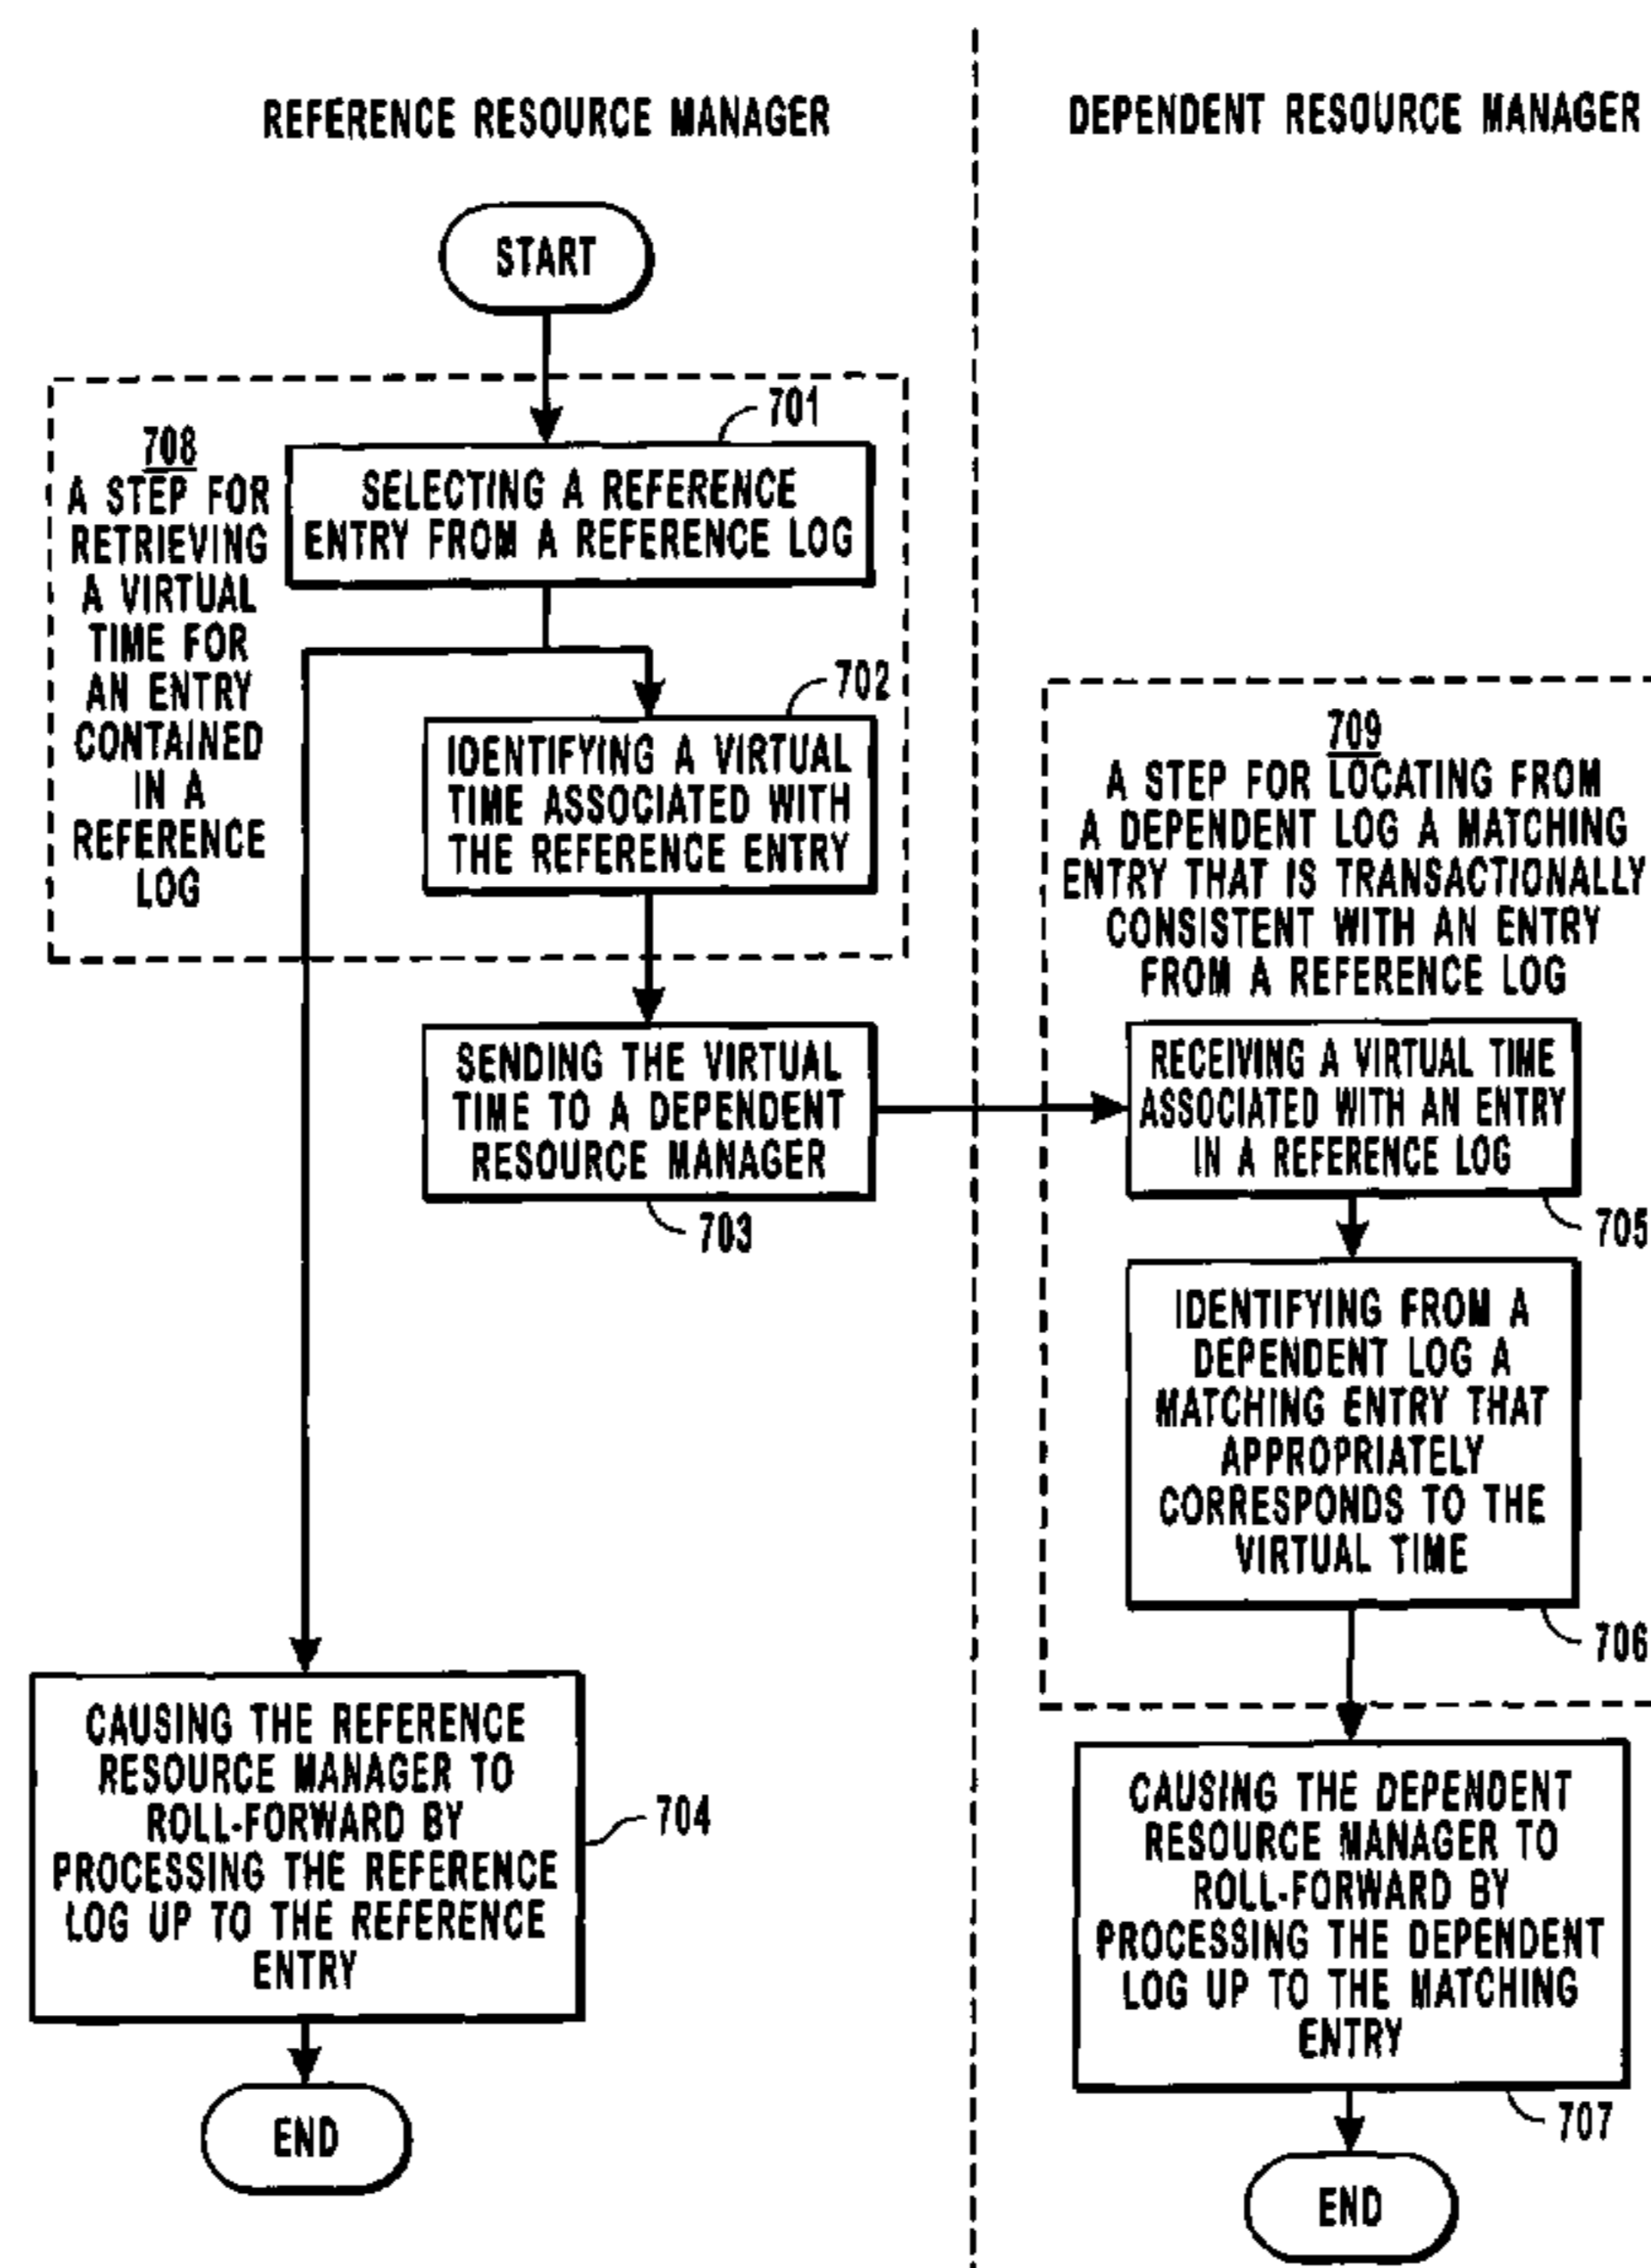 REFERENCE RESOURCE MANAGER
DEPENDENT RESOURCE MANAGER
START
701
708
A STEP FOR
RETRIEVING
A VIRTUAL
TIME FOR
AN ENTRY
CONTAINED
IN A
REFERENCE
LOG
SELECTING A REFERENCE
ENTRY FROM A REFERENCE LOG
702
IDENTIFYING A VIRTUAL
TIME ASSOCIATED WITH
THE REFERENCE ENTRY
SENDING THE VIRTUAL
TIME TO A DEPENDENT
RESOURCE MANAGER
703
709
A STEP FOR LOCATING FROM
A DEPENDENT LOG A MATCHING
ENTRY THAT IS TRANSACTIONALLY
CONSISTENT WITH AN ENTRY
FROM A REFERENCE LOG
RECEIVING A VIRTUAL TIME
ASSOCIATED WITH AN ENTRY
IN A REFERENCE LOG
705
IDENTIFYING FROM A
DEPENDENT LOG A
MATCHING ENTRY THAT
APPROPRIATELY
CORRESPONDS TO THE
VIRTUAL TIME
706
CAUSING THE REFERENCE
RESOURCE MANAGER TO
ROLL-FORWARD BY
PROCESSING THE REFERENCE
LOG UP TO THE REFERENCE
ENTRY
704
END
CAUSING THE DEPENDENT
RESOURCE MANAGER TO
ROLL-FORWARD BY
PROCESSING THE DEPENDENT
LOG UP TO THE MATCHING
ENTRY
707
END